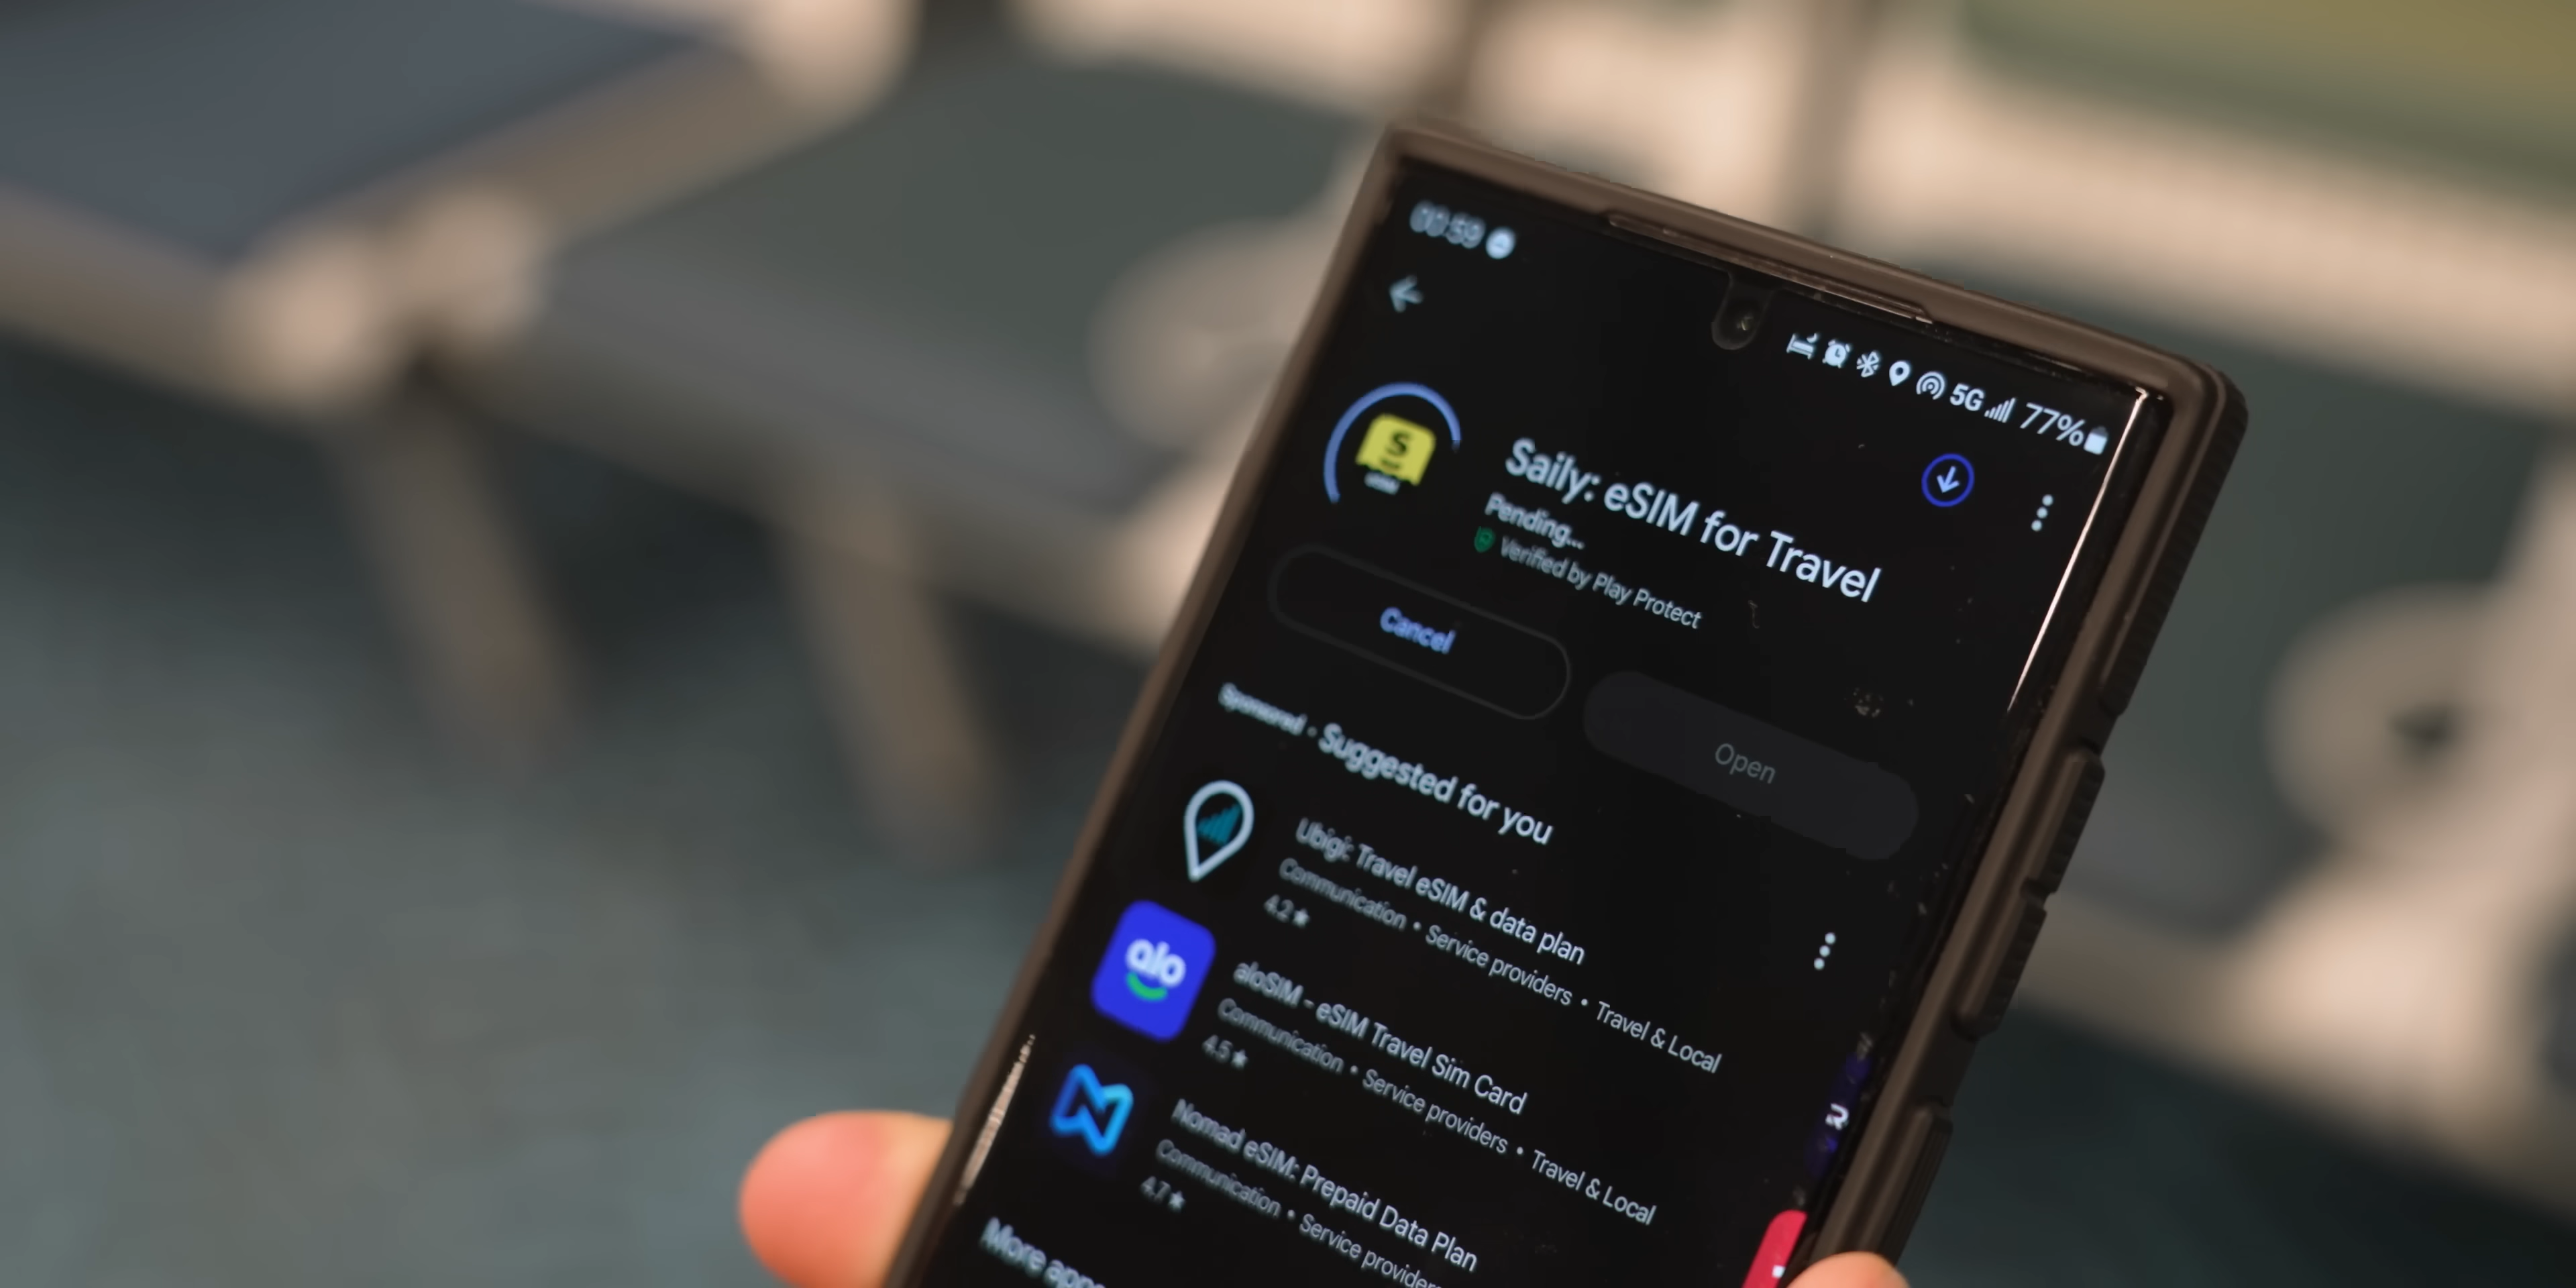 00:59
5G 77%
S
Saily: eSIM for Travel
Pending...
Verified by Play Protect
Cancel
Open
Sponsored · Suggested for you
Ubigi: Travel eSIM & data plan
Communication • Service providers • Travel & Local
4.2★
alo
aloSIM - eSIM Travel Sim Card
Communication • Service providers • Travel & Local
4.5★
Nomad eSIM: Prepaid Data Plan
Communication • Service
4.7★
More